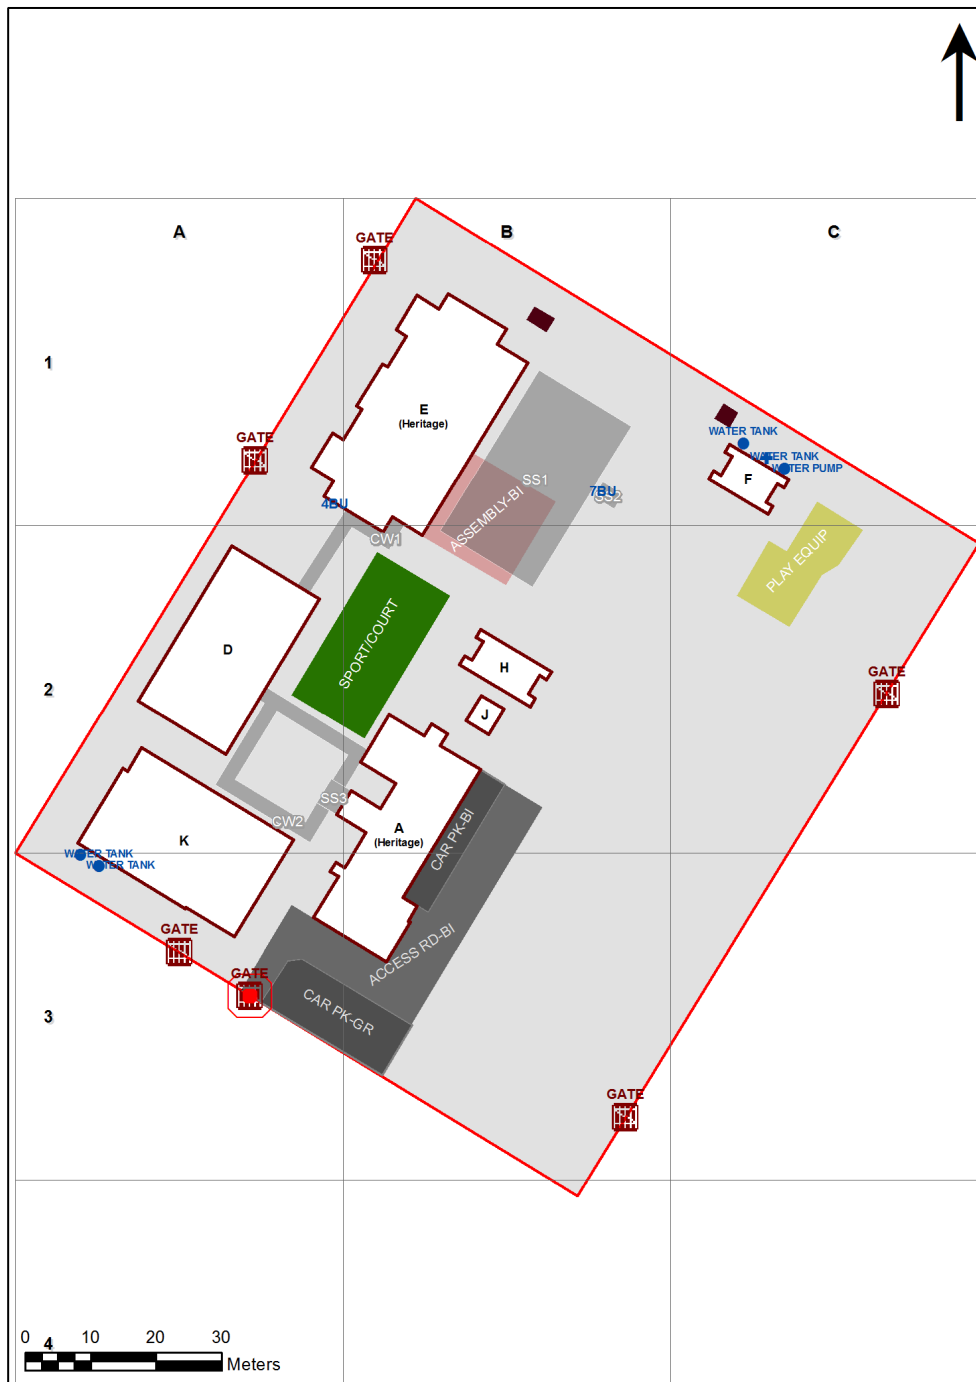 A
B
C
GATE
1
E
(Heritage)
GATE
WATER TANK
WATER TANK
WATER PUMP
F
SS1
7BU
SS2
4BU
ASSEMBLY-BI
CW1
PLAY EQUIP
SPORT/COURT
D
H
GATE
2
J
SS3
CW2
A
(Heritage)
K
CAR PK-BI
WATER TANK
WATER TANK
GATE
ACCESS RD-BI
GATE
CAR PK-GR
3
GATE
0 10 20 30
4
Meters